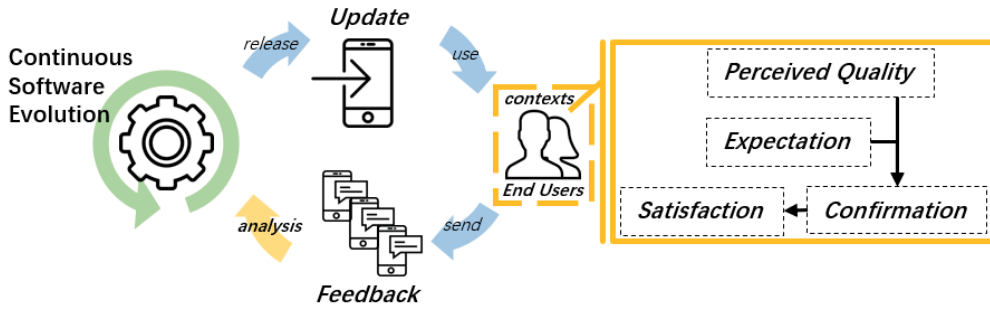 Continuous
Software
Evolution
release
Update
use
contexts
End Users
send
Feedback
analysis
Perceived Quality
Expectation
Confirmation
Satisfaction